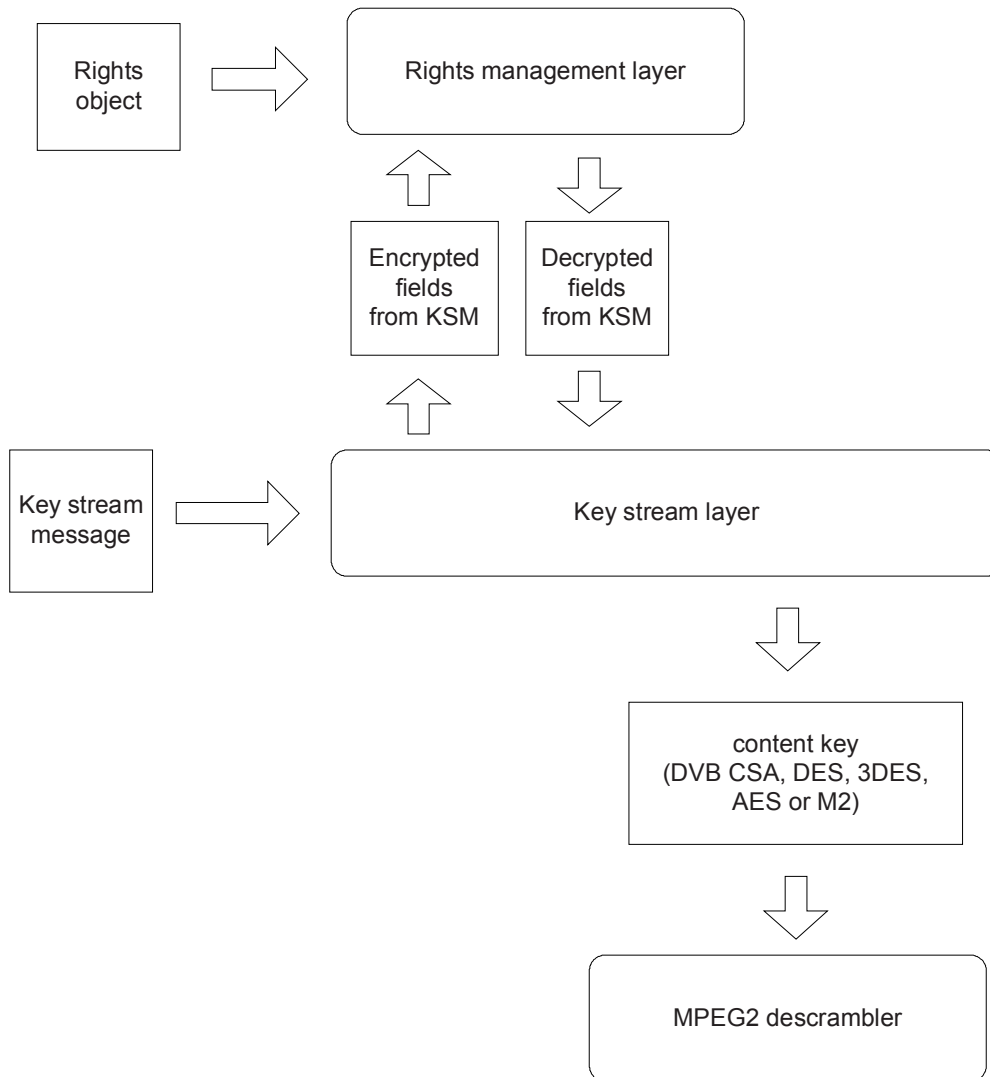 Rights
object
Rights management layer
Encrypted
fields
from KSM
Decrypted
fields
from KSM
Key stream
message
Key stream layer
content key
(DVB CSA, DES, 3DES,
AES or M2)
MPEG2 descrambler